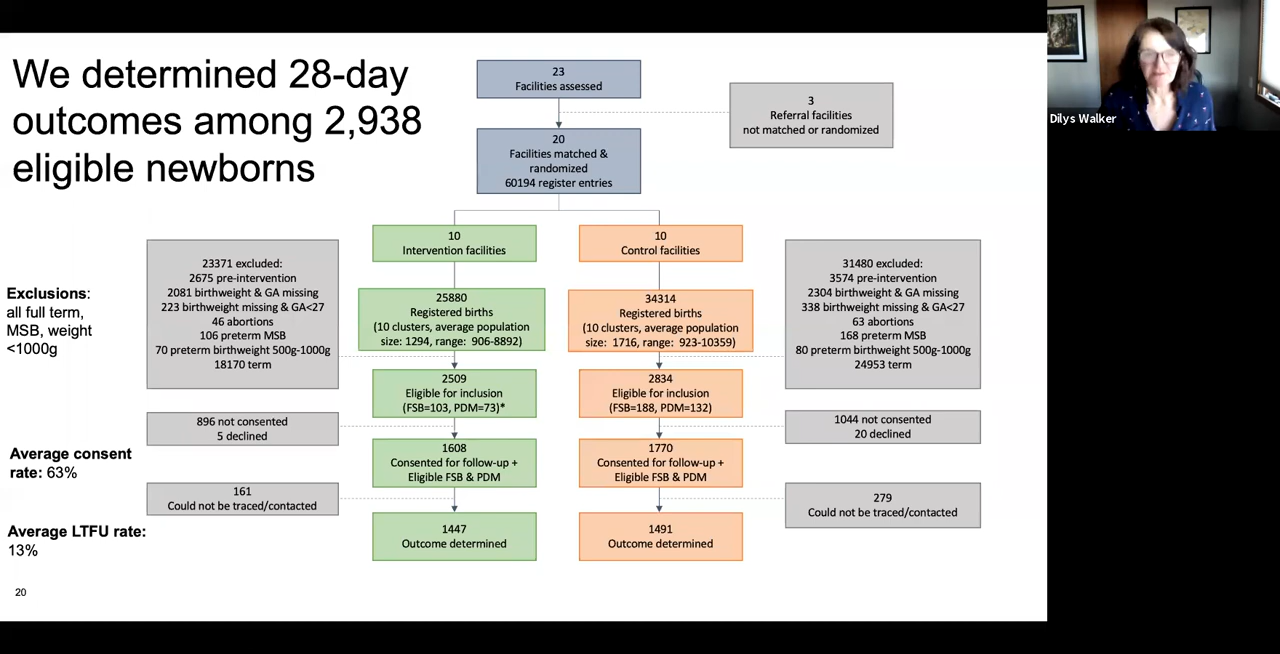 We determined 28-day
outcomes among 2,938
eligible newborns
23
Facilities assessed
3
Referral facilities
not matched or randomized
20
Facilities matched &
randomized
60194 register entries
10
Intervention facilities
10
Control facilities
Exclusions:
all full term,
MSB, weight
<1000g
23371 excluded:
2675 pre-intervention
2081 birthweight & GA missing
223 birthweight missing & GA<27
46 abortions
106 preterm MSB
70 preterm birthweight 500g-1000g
18170 term
25880
Registered births
(10 clusters, average population
size: 1294, range: 906-8892)
34314
Registered births
(10 clusters, average population
size: 1716, range: 923-10359)
31480 excluded:
3574 pre-intervention
2304 birthweight & GA missing
338 birthweight missing & GA<27
63 abortions
168 preterm MSB
80 preterm birthweight 500g-1000g
24953 term
2509
Eligible for inclusion
(FSB=103, PDM=73)*
2834
Eligible for inclusion
(FSB=188, PDM=132)
896 not consented
5 declined
1044 not consented
20 declined
Average consent
rate: 63%
1608
Consented for follow-up +
Eligible FSB & PDM
1770
Consented for follow-up +
Eligible FSB & PDM
161
Could not be traced/contacted
279
Could not be traced/contacted
Average LTFU rate:
13%
1447
Outcome determined
1491
Outcome determined
20
Dilys Walker